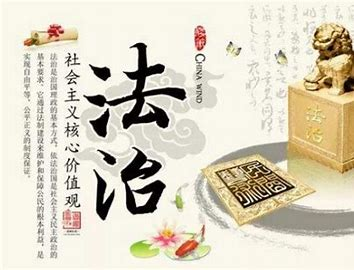 法治
CHINA WIND
法治
社会主义核心价值观
法治是治国理政的基本方式，依法治国是社会主义民主政治的
基本要求，它通过法制建设来维护和保障公民的根本利益，是
实现自由平等、公平正义的制度保证。